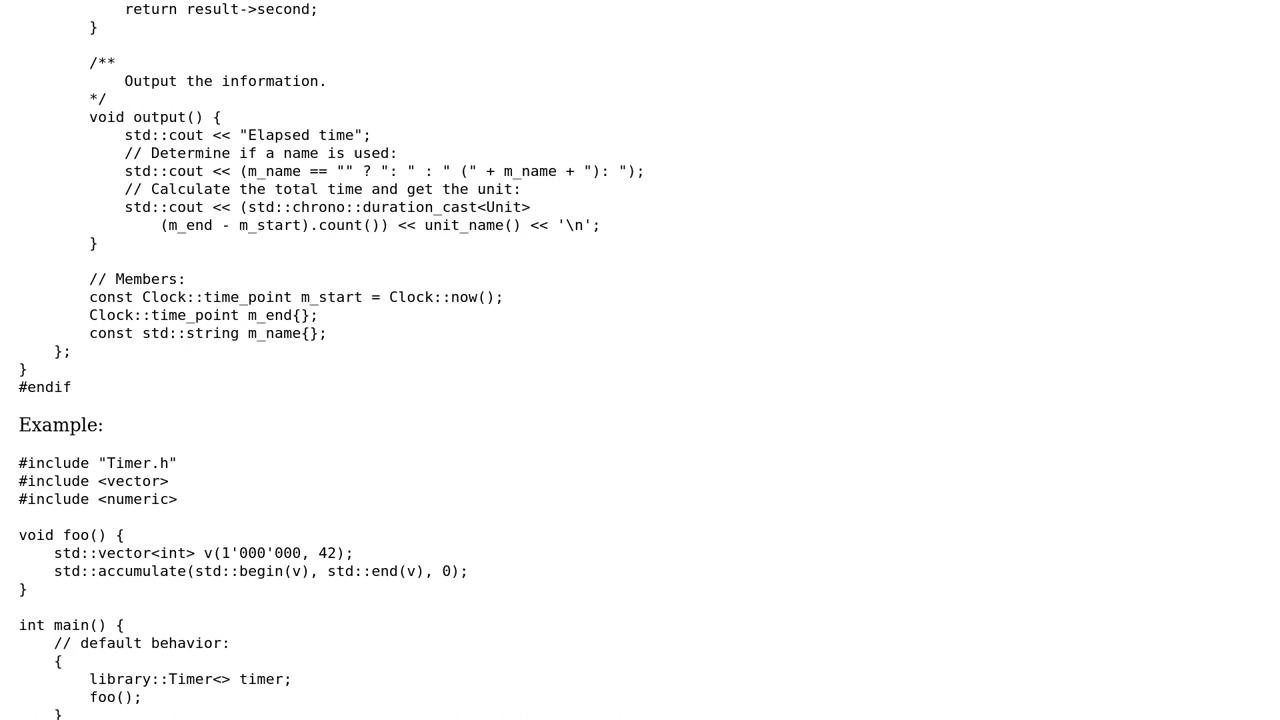 return result->second;
        }

        /**
            Output the information.
        */
        void output() {
            std::cout << "Elapsed time";
            // Determine if a name is used:
            std::cout << (m_name == "" ? ": " : " (" + m_name + "): ");
            // Calculate the total time and get the unit:
            std::cout << (std::chrono::duration_cast<Unit>
                (m_end - m_start).count()) << unit_name() << '\n';
        }

        // Members:
        const Clock::time_point m_start = Clock::now();
        Clock::time_point m_end{};
        const std::string m_name{};
    };
}
#endif

Example:

#include "Timer.h"
#include <vector>
#include <numeric>

void foo() {
    std::vector<int> v(1'000'000, 42);
    std::accumulate(std::begin(v), std::end(v), 0);
}

int main() {
    // default behavior:
    {
        library::Timer<> timer;
        foo();
    }